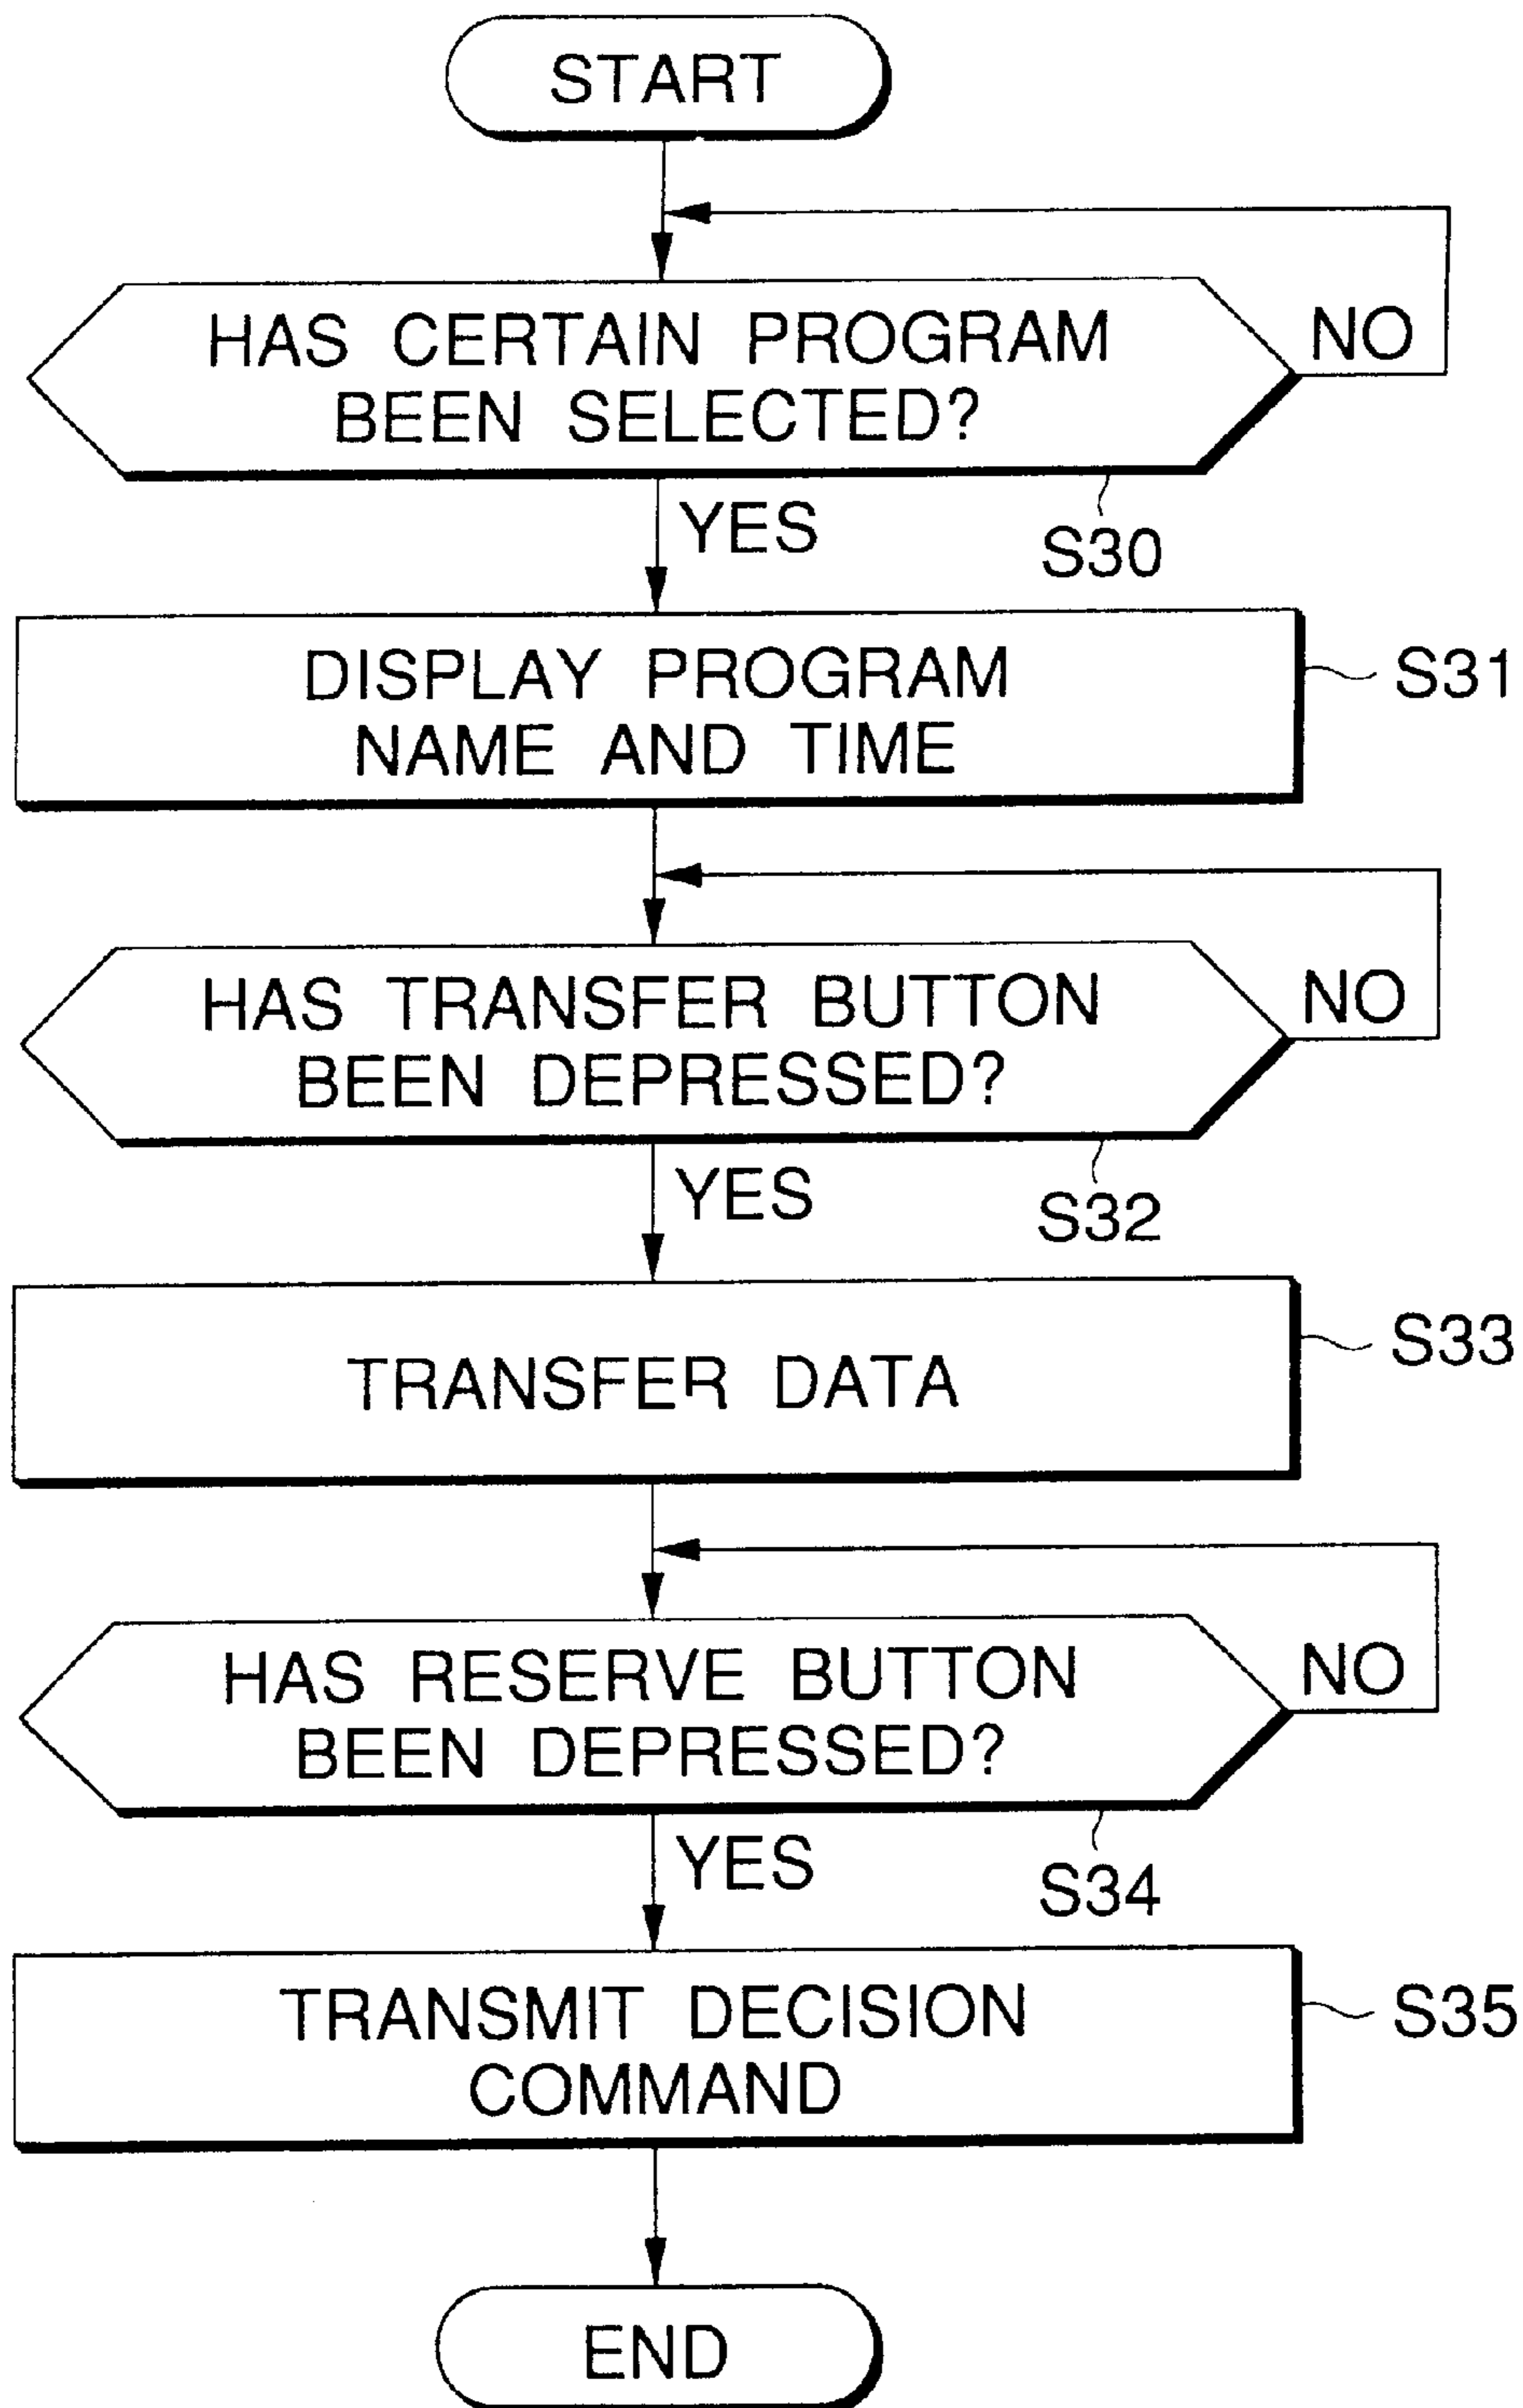 START
HAS CERTAIN PROGRAM
BEEN SELECTED?
NO
YES
S30
DISPLAY PROGRAM
NAME AND TIME
S31
HAS TRANSFER BUTTON
BEEN DEPRESSED?
NO
YES
S32
TRANSFER DATA
S33
HAS RESERVE BUTTON
BEEN DEPRESSED?
NO
YES
S34
TRANSMIT DECISION
COMMAND
S35
END